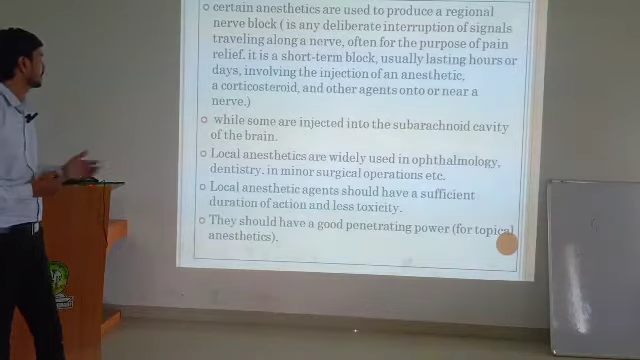 certain anesthetics are used to produce a regional
nerve block ( is any deliberate interruption of signals
traveling along a nerve, often for the purpose of pain
relief. it is a short-term block, usually lasting hours or
days, involving the injection of an anesthetic,
a corticosteroid, and other agents onto or near a
nerve.)
while some are injected into the subarachnoid cavity
of the brain.
Local anesthetics are widely used in ophthalmology,
dentistry, in minor surgical operations etc.
Local anesthetic agents should have a sufficient
duration of action and less toxicity.
They should have a good penetrating power (for topical
anesthetics).